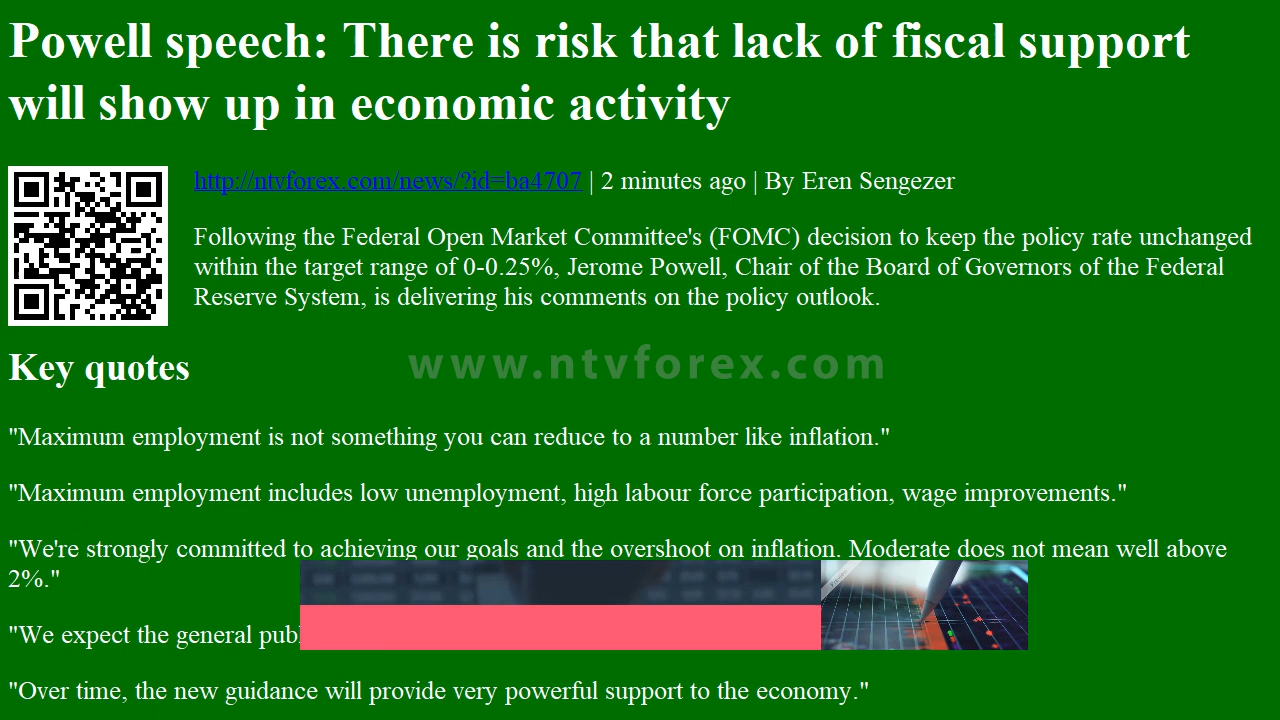 Powell speech: There is risk that lack of fiscal support
will show up in economic activity
http://ntvforex.com/news/?id=ba4707 | 2 minutes ago | By Eren Sengezer
Following the Federal Open Market Committee's (FOMC) decision to keep the policy rate unchanged
within the target range of 0-0.25%, Jerome Powell, Chair of the Board of Governors of the Federal
Reserve System, is delivering his comments on the policy outlook.
www.ntvforex.com
Key quotes
"Maximum employment is not something you can reduce to a number like inflation."
"Maximum employment includes low unemployment, high labour force participation, wage improvements."
"We're strongly committed to achieving our goals and the overshoot on inflation. Moderate does not mean well above
2%."
"We expect the general
"Over time, the new guidance will provide very powerful support to the economy."